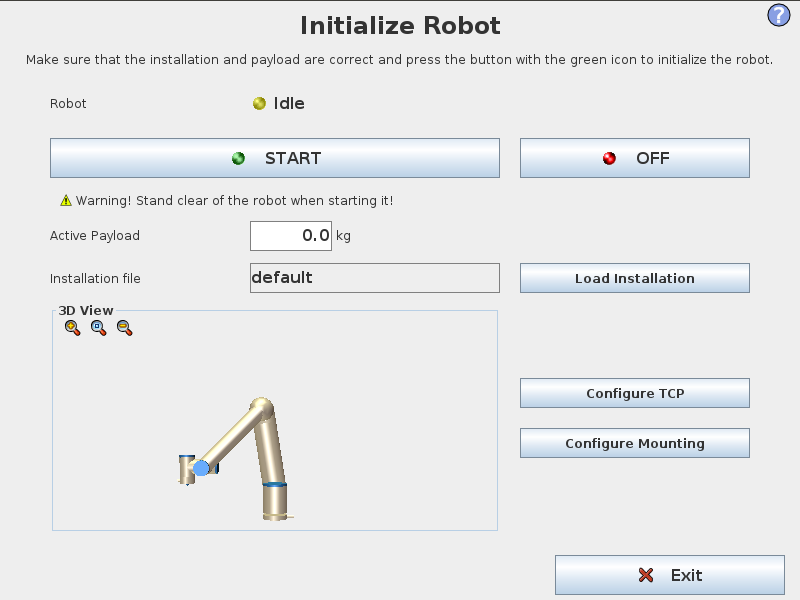 Initialize Robot
?
Make sure that the installation and payload are correct and press the button with the green icon to initialize the robot.
Robot Idle
START OFF
Warning! Stand clear of the robot when starting it!
Active Payload 0.0 kg
Installation file default Load Installation
3D View
Configure TCP
Configure Mounting
Exit